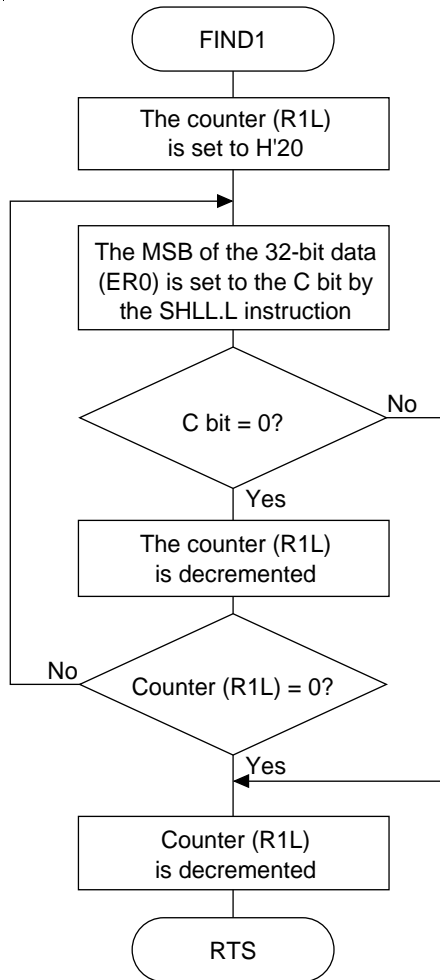 FIND1
The counter (R1L)
is set to H'20
The MSB of the 32-bit data
(ER0) is set to the C bit by
the SHLL.L instruction
C bit = 0?
No
Yes
The counter (R1L)
is decremented
No
Counter (R1L) = 0?
Yes
Counter (R1L)
is decremented
RTS